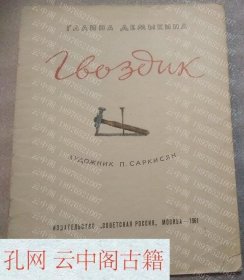 ГАЛИНА ДЕМЫКИНА
Гвоздик
ХУДОЖНИК П. САРКИСЯН
ИЗДАТЕЛЬСТВО „СОВЕТСКАЯ РОССИЯ", МОСКВА — 1961
孔网 云中阁古籍